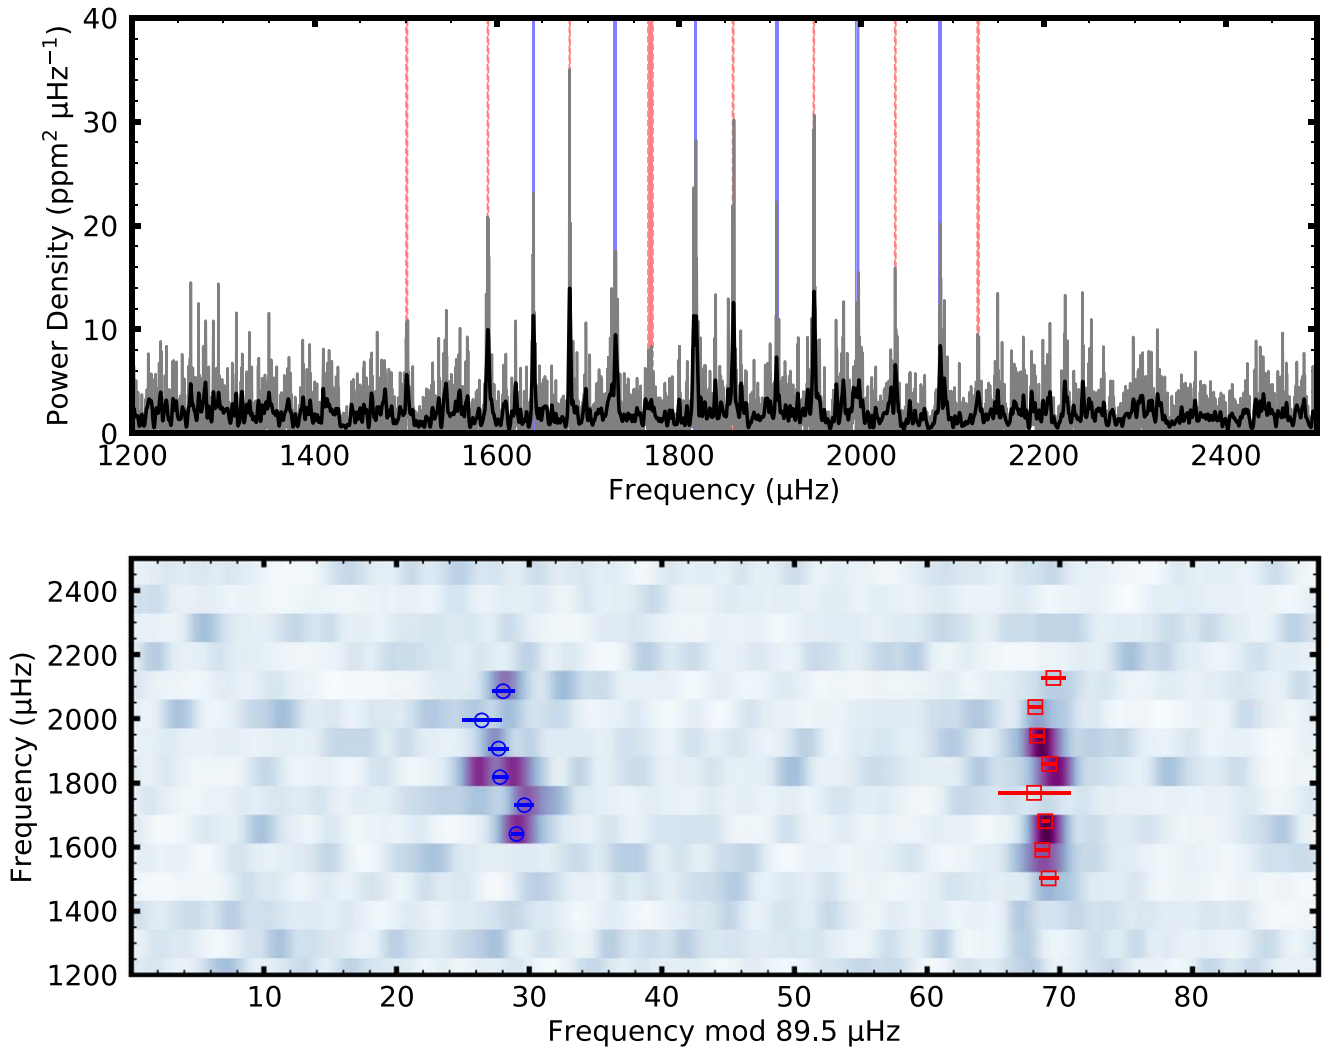 40
30
20
10
0
Power Density (ppm² μHz⁻¹)
1200 1400 1600 1800 2000 2200 2400
Frequency (μHz)
2400
2200
2000
1800
1600
1400
1200
Frequency (μHz)
10 20 30 40 50 60 70 80
Frequency mod 89.5 μHz